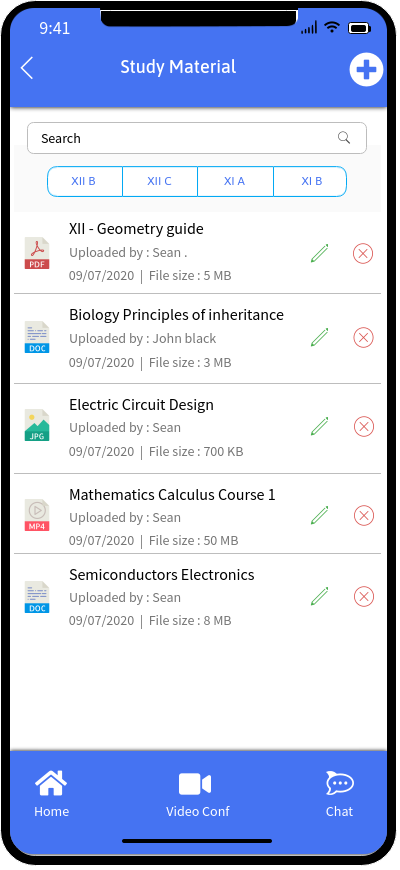 9:41
Study Material
Search
XII B XII C XI A XI B
XII - Geometry guide
PDF
Uploaded by : Sean .
09/07/2020 | File size : 5 MB
Biology Principles of inheritance
DOC
Uploaded by : John black
09/07/2020 | File size : 3 MB
Electric Circuit Design
JPG
Uploaded by : Sean
09/07/2020 | File size : 700 KB
Mathematics Calculus Course 1
MP4
Uploaded by : Sean
09/07/2020 | File size : 50 MB
Semiconductors Electronics
DOC
Uploaded by : Sean
09/07/2020 | File size : 8 MB
Home Video Conf Chat